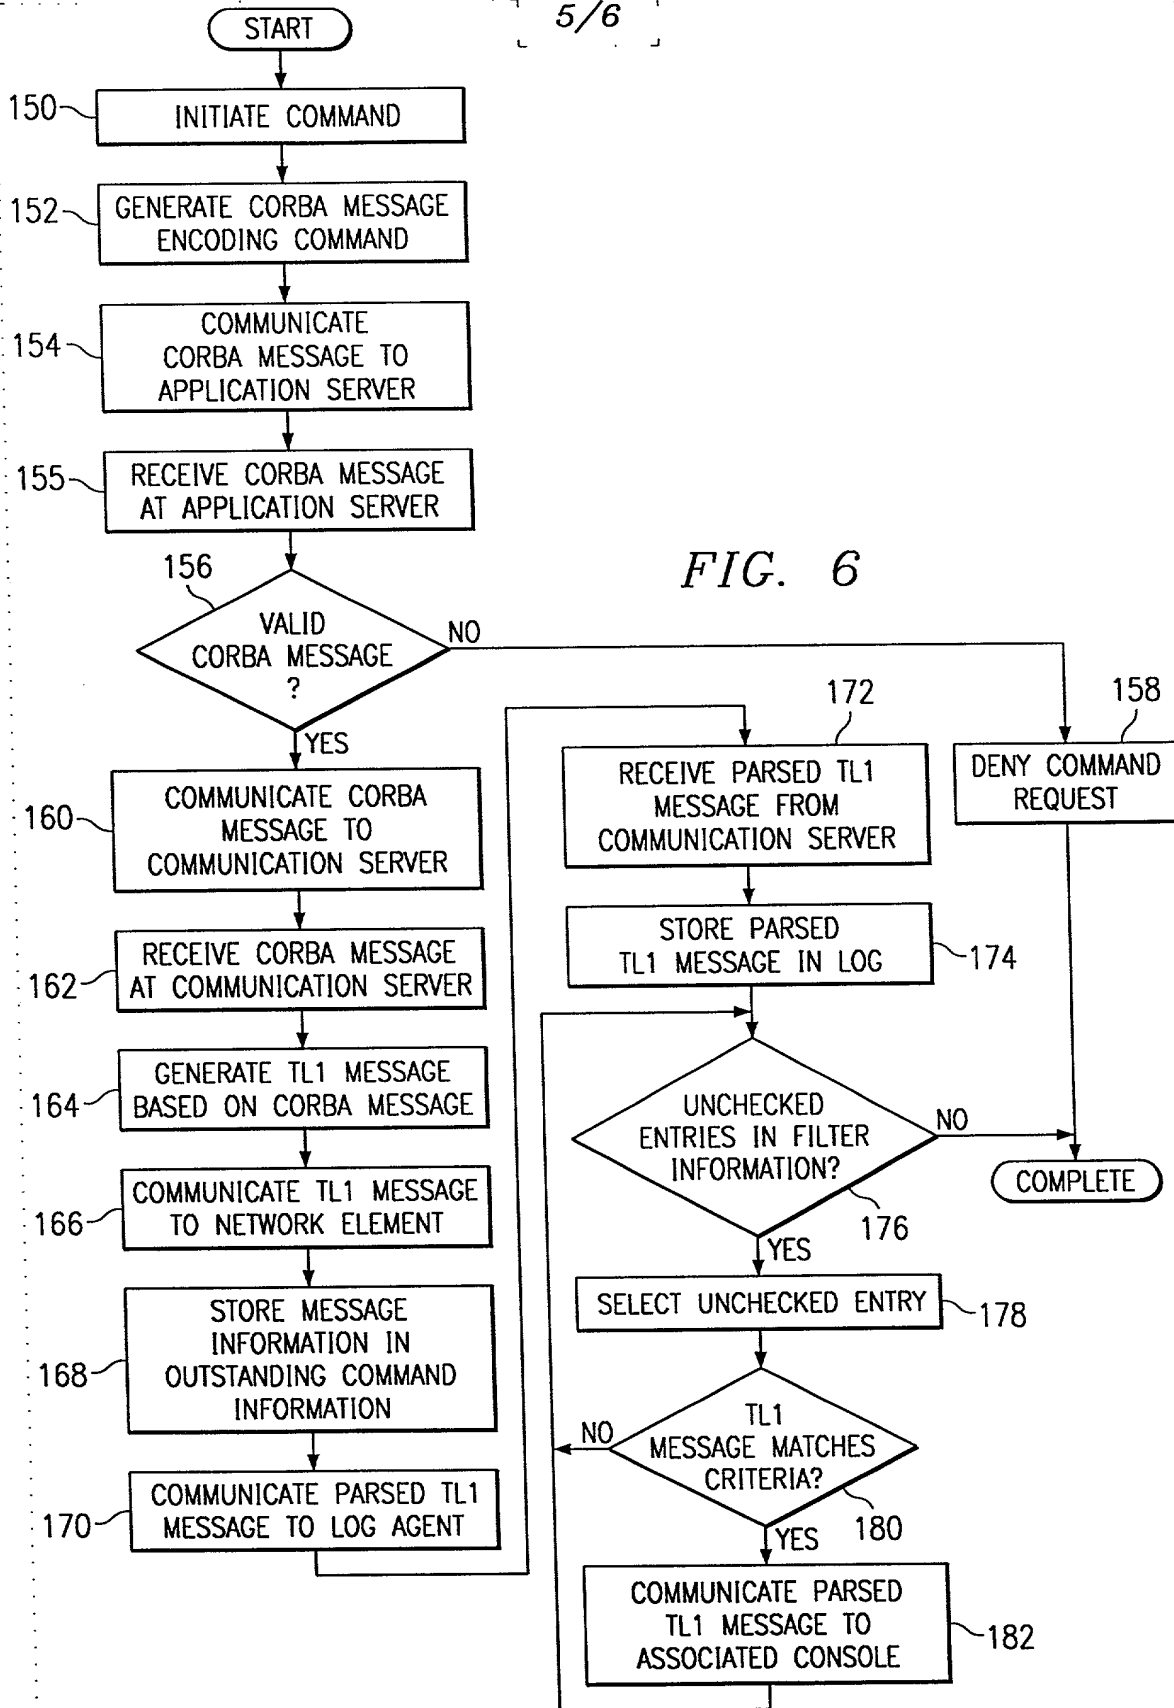 5/6
START
150
INITIATE COMMAND
152
GENERATE CORBA MESSAGE
ENCODING COMMAND
154
COMMUNICATE
CORBA MESSAGE TO
APPLICATION SERVER
155
RECEIVE CORBA MESSAGE
AT APPLICATION SERVER
FIG. 6
156
VALID
CORBA MESSAGE
?
NO
YES
158
DENY COMMAND
REQUEST
160
COMMUNICATE CORBA
MESSAGE TO
COMMUNICATION SERVER
162
RECEIVE CORBA MESSAGE
AT COMMUNICATION SERVER
164
GENERATE TL1 MESSAGE
BASED ON CORBA MESSAGE
166
COMMUNICATE TL1 MESSAGE
TO NETWORK ELEMENT
168
STORE MESSAGE
INFORMATION IN
OUTSTANDING COMMAND
INFORMATION
170
COMMUNICATE PARSED TL1
MESSAGE TO LOG AGENT
172
RECEIVE PARSED TL1
MESSAGE FROM
COMMUNICATION SERVER
STORE PARSED
TL1 MESSAGE IN LOG
174
UNCHECKED
ENTRIES IN FILTER
INFORMATION?
NO
176
YES
COMPLETE
SELECT UNCHECKED ENTRY
178
TL1
MESSAGE MATCHES
CRITERIA?
NO
180
YES
COMMUNICATE PARSED
TL1 MESSAGE TO
ASSOCIATED CONSOLE
182